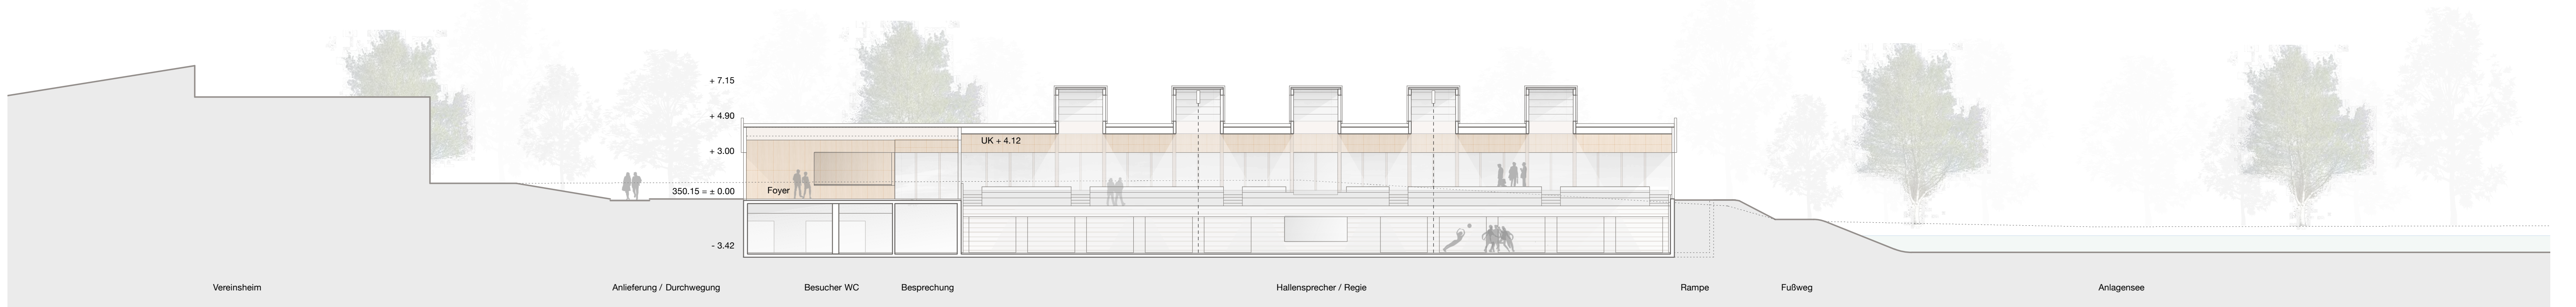 + 7.15
+ 4.90
UK + 4.12
+ 3.00
350.15 = ± 0.00
Foyer
- 3.42
Vereinsheim
Anlieferung / Durchwegung
Besucher WC
Besprechung
Hallensprecher / Regie
Rampe
Fußweg
Anlagensee